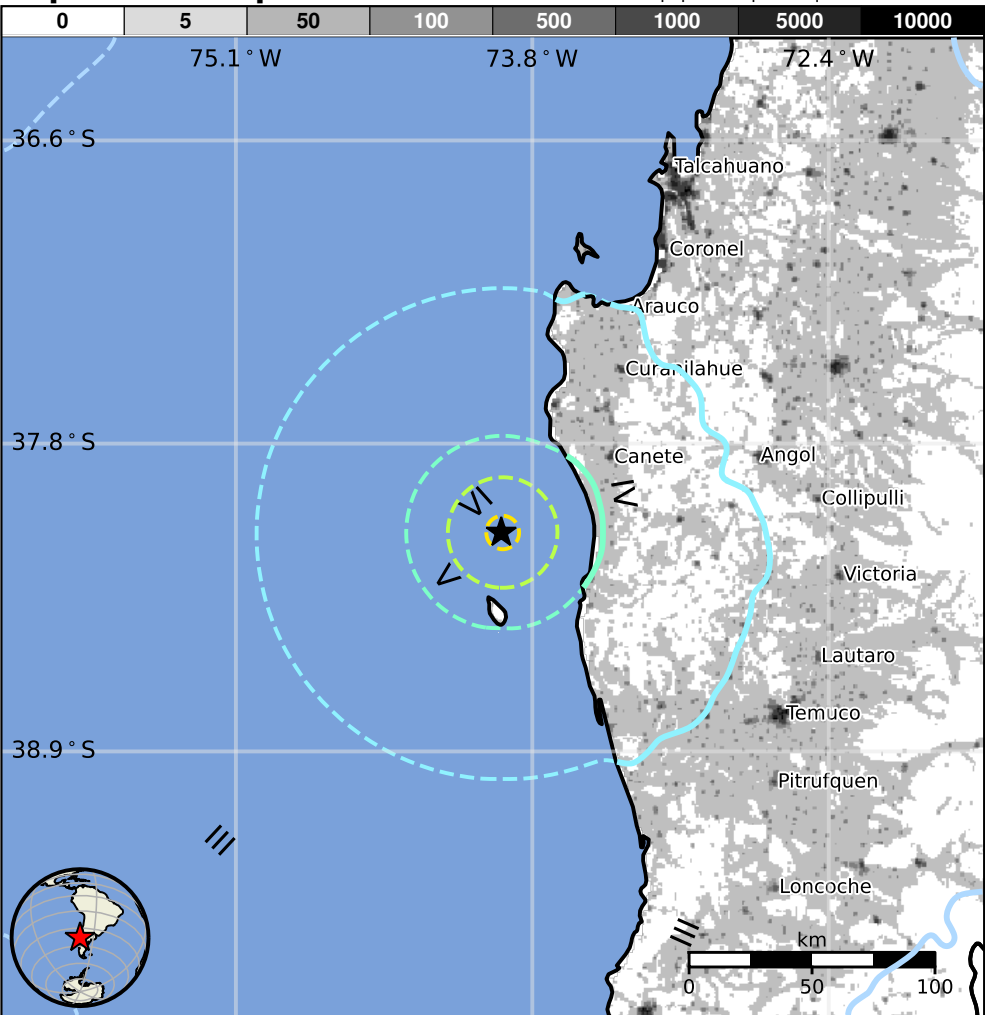 0 5 50 100 500 1000 5000 10000
75.1°W 73.8°W 72.4°W
36.6°S
Talcahuano
Coronel
Arauco
Curanilahue
37.8°S
Canete
Angol
IV
VI
Collipulli
V
Victoria
Lautaro
Temuco
38.9°S
Pitrufquen
III
Loncoche
III
km
0 50 100